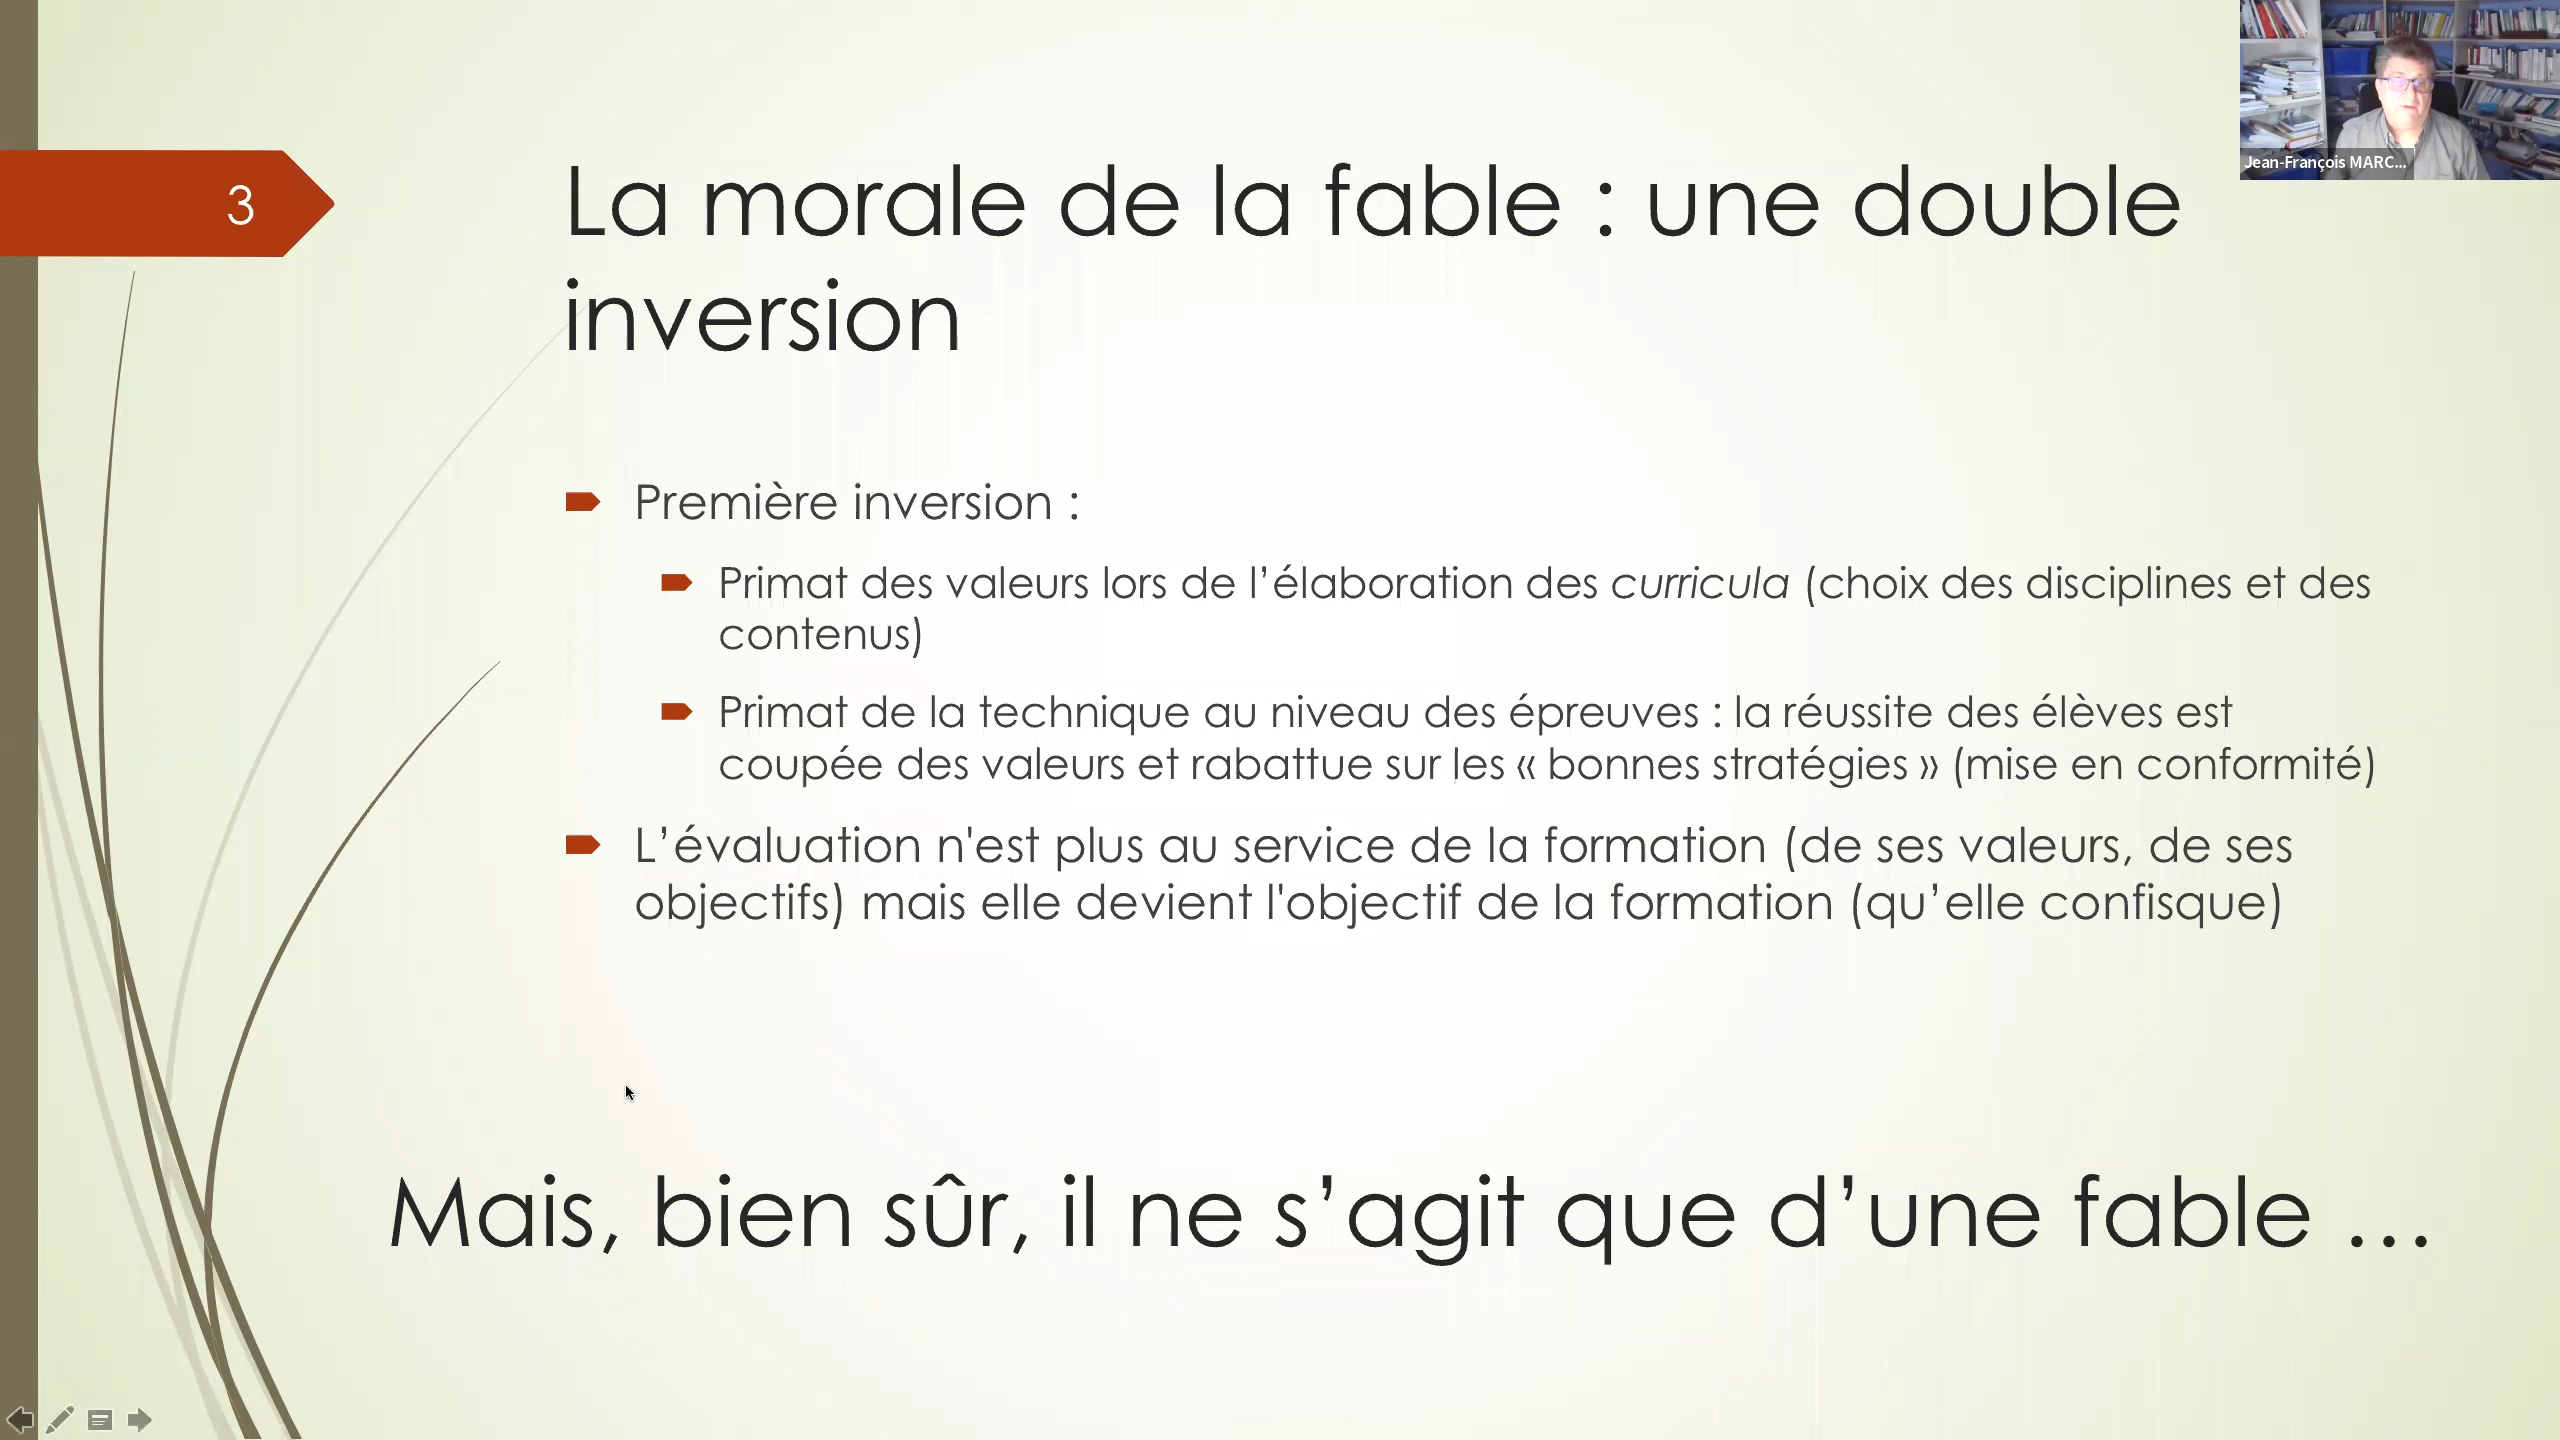 Jean-François MARC...
3
La morale de la fable : une double
inversion
Première inversion :
Primat des valeurs lors de l’élaboration des curricula (choix des disciplines et des
contenus)
Primat de la technique au niveau des épreuves : la réussite des élèves est
coupée des valeurs et rabattue sur les « bonnes stratégies » (mise en conformité)
L’évaluation n'est plus au service de la formation (de ses valeurs, de ses
objectifs) mais elle devient l'objectif de la formation (qu’elle confisque)
Mais, bien sûr, il ne s’agit que d’une fable …